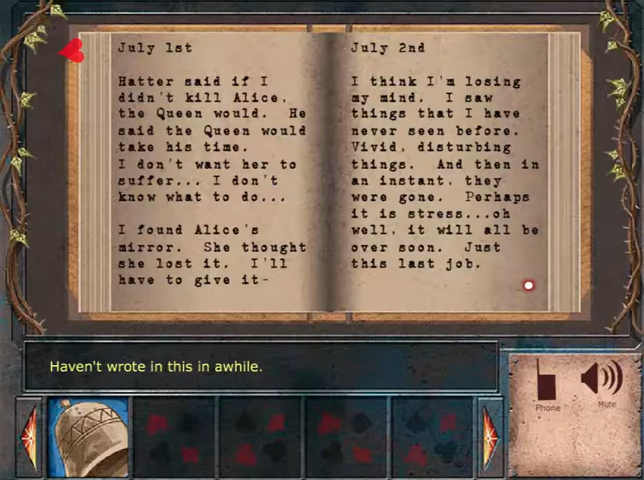 July 1st
Hatter said if I
didn't kill Alice,
the Queen would. He
said the Queen would
take his time.
I don't want her to
suffer... I don't
know what to do...
I found Alice's
mirror. She thought
she lost it. I'll
have to give it-
July 2nd
I think I'm losing
my mind. I saw
things that I have
never seen before.
Vivid, disturbing
things. And then in
an instant, they
were gone. Perhaps
it is stress...oh
well, it will all be
over soon. Just
this last job.
Haven't wrote in this in awhile.
Phone
Mute